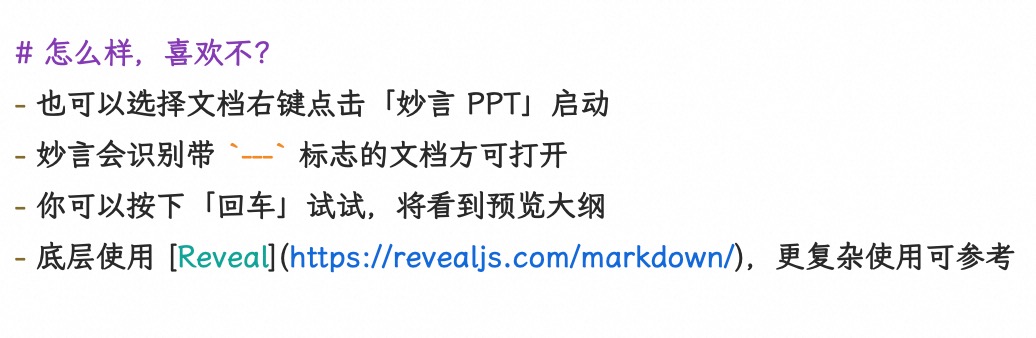 # 怎么样，喜欢不?
- 也可以选择文档右键点击「妙言 PPT」启动
- 妙言会识别带 `---` 标志的文档方可打开
- 你可以按下「回车」试试，将看到预览大纲
- 底层使用 [Reveal](https://revealjs.com/markdown/)，更复杂使用可参考